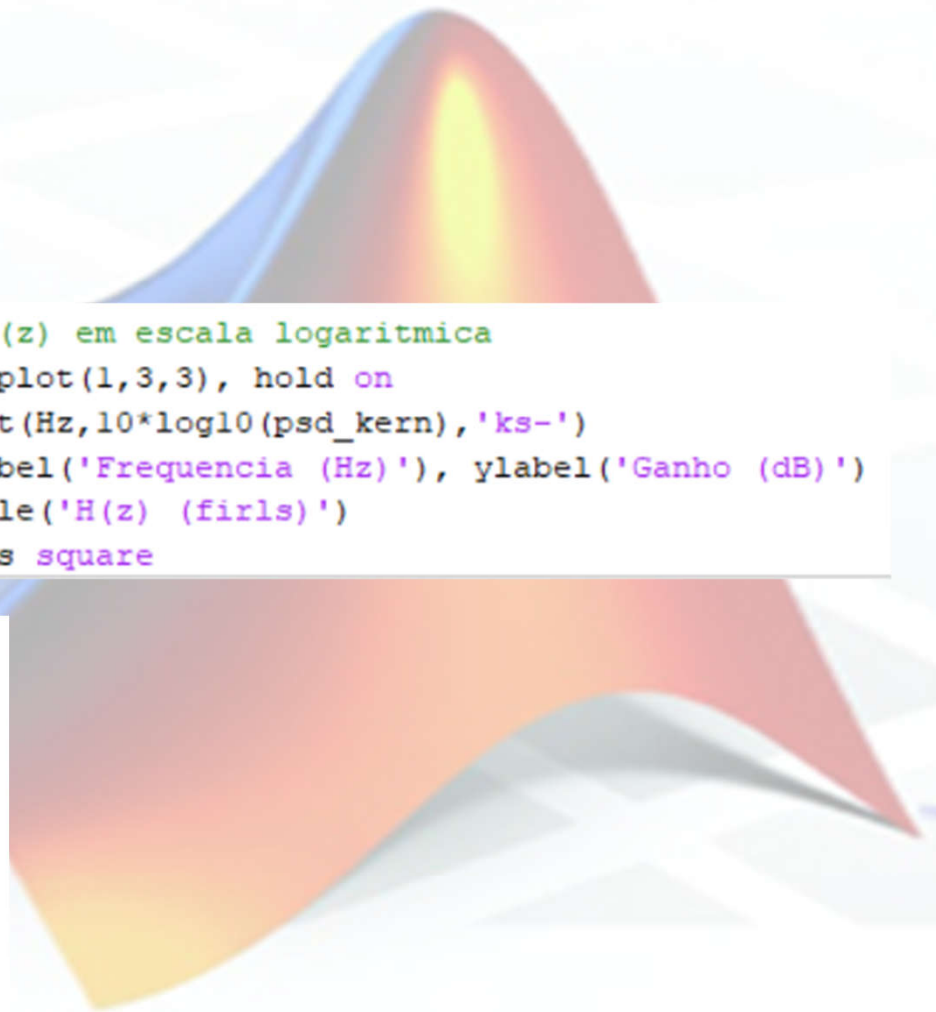 (z) em escala logaritmica
plot(1,3,3), hold on
t(Hz,10*log10(psd_kern),'ks-')
bel('Frequencia (Hz)'), ylabel('Ganho (dB)')
le('H(z) (firls)')
s square